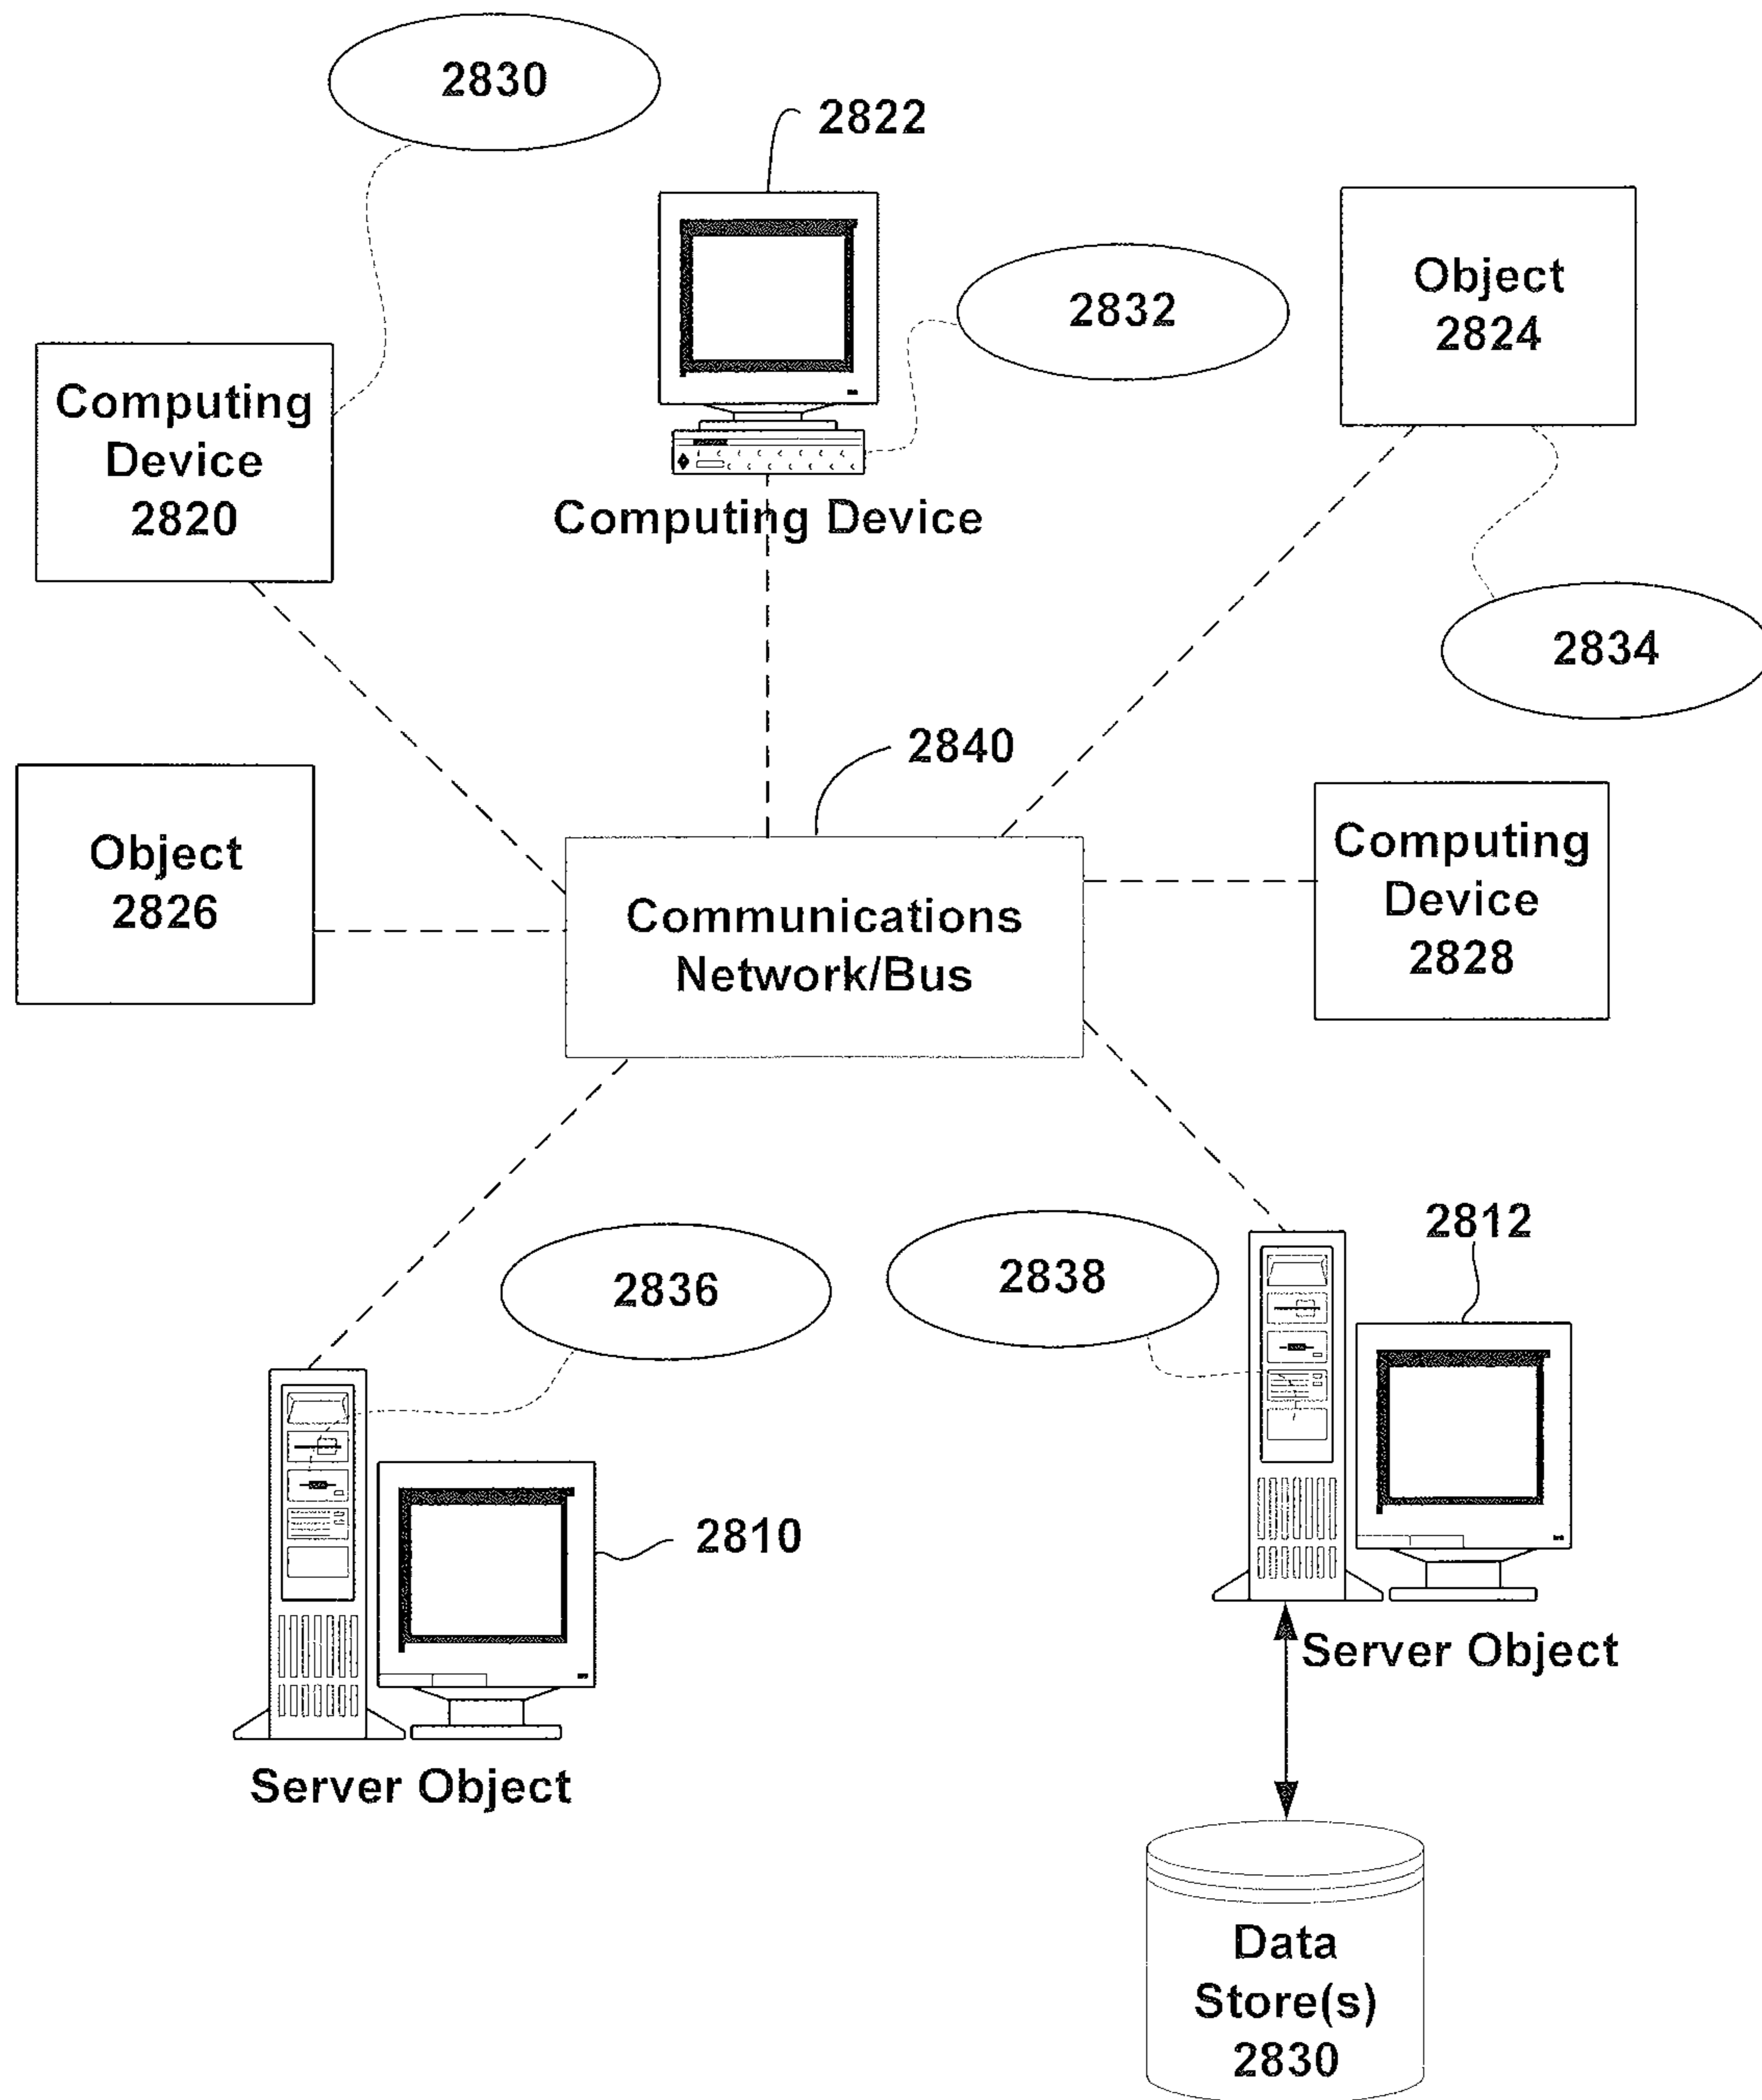 2830
2822
2832
Object
2824
Computing
Device
2820
Computing Device
2834
2840
Object
2826
Communications
Network/Bus
Computing
Device
2828
2836
2838
2812
2810
Server Object
Server Object
Data
Store(s)
2830